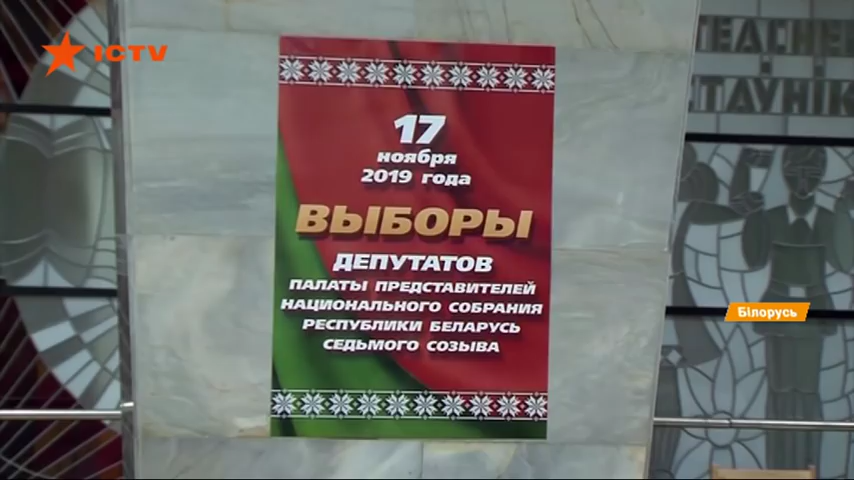 ICTV
17
ноября
2019 года
ВЫБОРЫ
ДЕПУТАТОВ
ПАЛАТЫ ПРЕДСТАВИТЕЛЕЙ
НАЦИОНАЛЬНОГО СОБРАНИЯ
РЕСПУБЛИКИ БЕЛАРУСЬ
СЕДЬМОГО СОЗЫВА
Білорусь